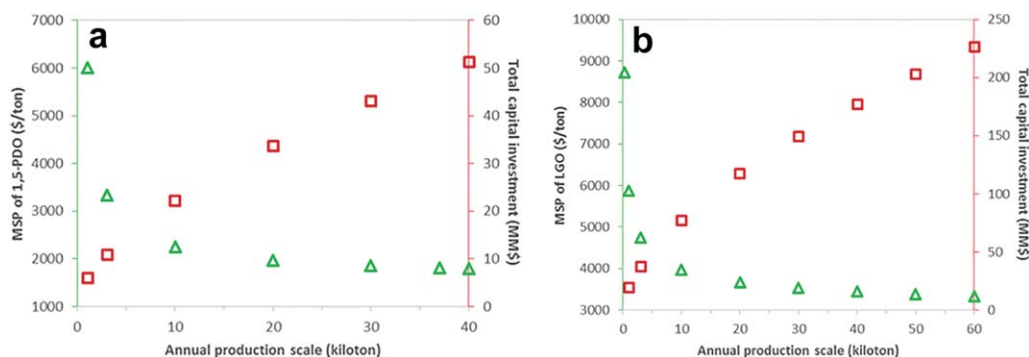 a
7000
6000
5000
4000
3000
2000
1000
MSP of 1,5-PDO ($/ton)
60
50
40
30
20
10
0
Total capital investment (MM$)
0 10 20 30 40
Annual production scale (kiloton)
b
10000
9000
8000
7000
6000
5000
4000
3000
MSP of LGO ($/ton)
250
200
150
100
50
0
Total capital investment (MM$)
0 10 20 30 40 50 60
Annual production scale (kiloton)